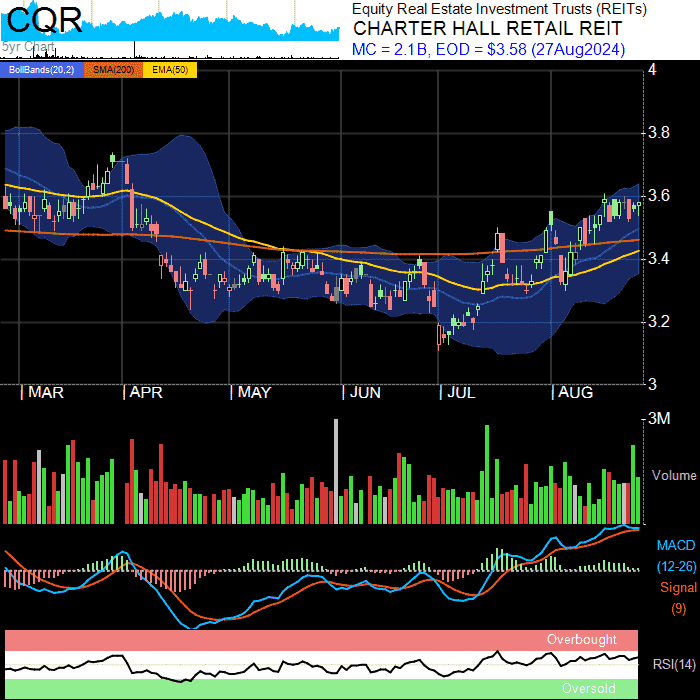 CQR
5yr Chart
Equity Real Estate Investment Trusts (REITs)
CHARTER HALL RETAIL REIT
MC = 2.1B, EOD = $3.58 (27Aug2024)
BollBands(20,2) SMA(200) EMA(50)
4
3.8
3.6
3.4
3.2
3
MAR APR MAY JUN JUL AUG
3M
Volume
MACD
(12-26)
Signal
(9)
Overbought
RSI(14)
Oversold